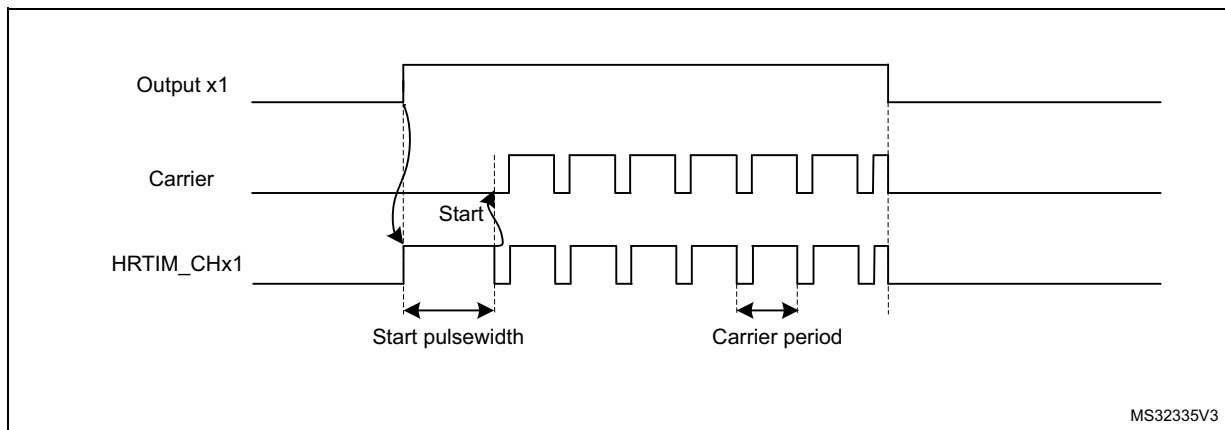 Output x1
Carrier
Start
HRTIM_CHx1
Start pulsewidth
Carrier period
MS32335V3